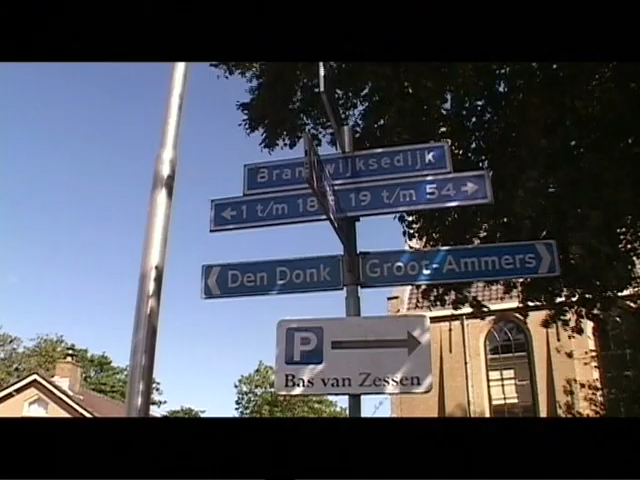 Brandwijksedijk
←1 t/m 18 19 t/m 54→
Den Donk Groot-Ammers
P
Bas van Zessen